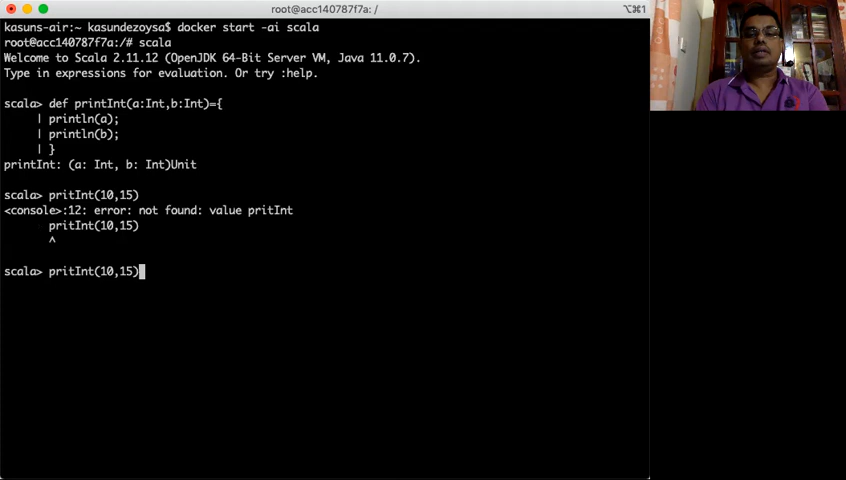 root@acc140787f7a: /
⌥⌘1
kasuns-air:~ kasundezoysa$ docker start -ai scala
root@acc140787f7a:/# scala
Welcome to Scala 2.11.12 (OpenJDK 64-Bit Server VM, Java 11.0.7).
Type in expressions for evaluation. Or try :help.
scala> def printInt(a:Int,b:Int)={
| println(a);
| println(b);
| }
printInt: (a: Int, b: Int)Unit
scala> pritInt(10,15)
<console>:12: error: not found: value pritInt
pritInt(10,15)
^
scala> pritInt(10,15)